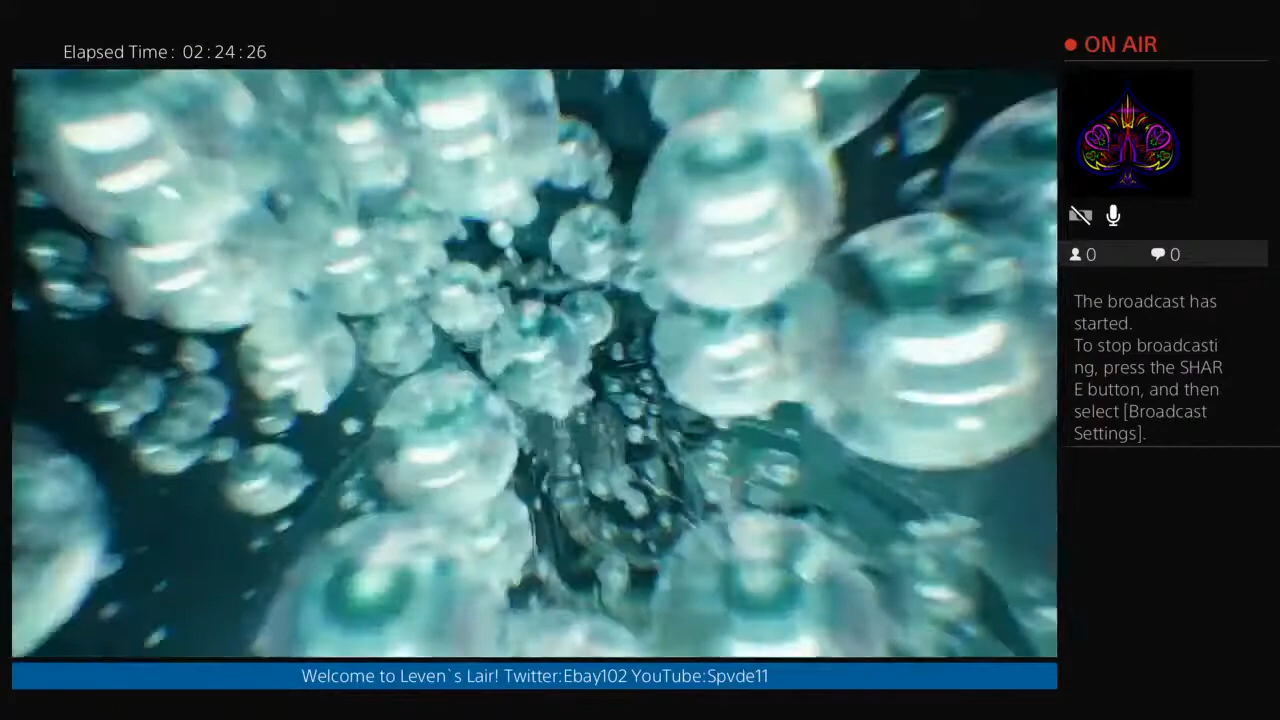 Elapsed Time: 02:24:26
ON AIR
0 0
The broadcast has
started.
To stop broadcasti
ng, press the SHAR
E button, and then
select [Broadcast
Settings].
Welcome to Leven`s Lair! Twitter:Ebay102 YouTube:Spvde11